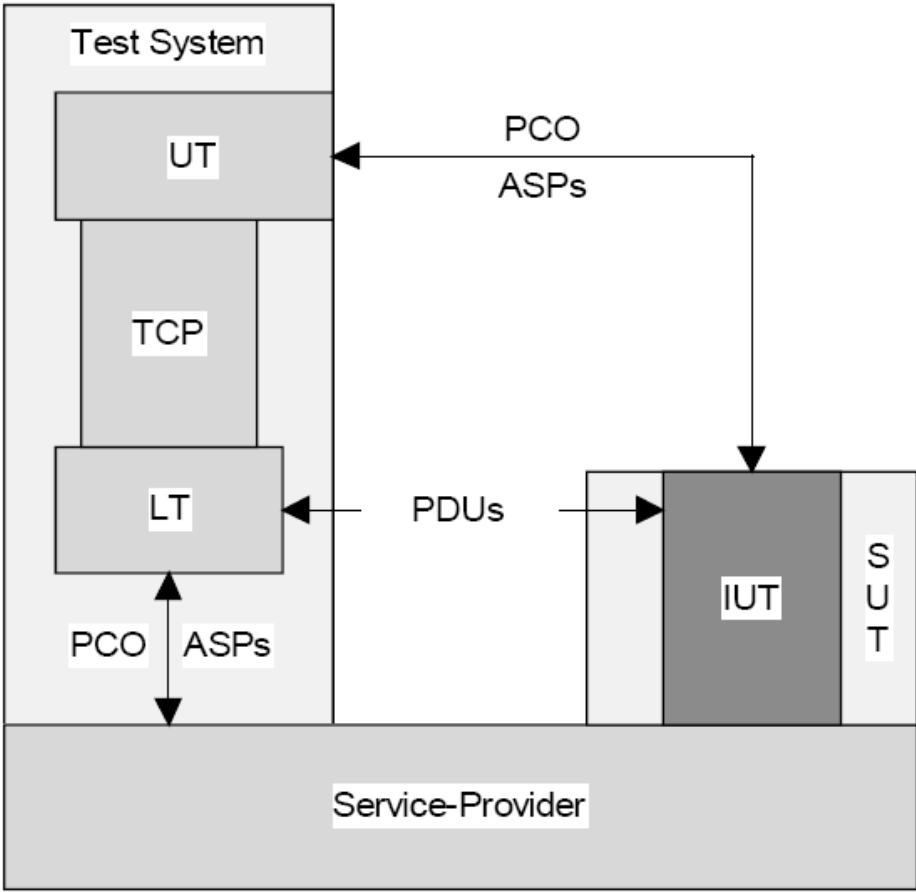 Test System
UT
PCO
ASPs
TCP
LT
PDUs
IUT
S
U
T
PCO
ASPs
Service-Provider